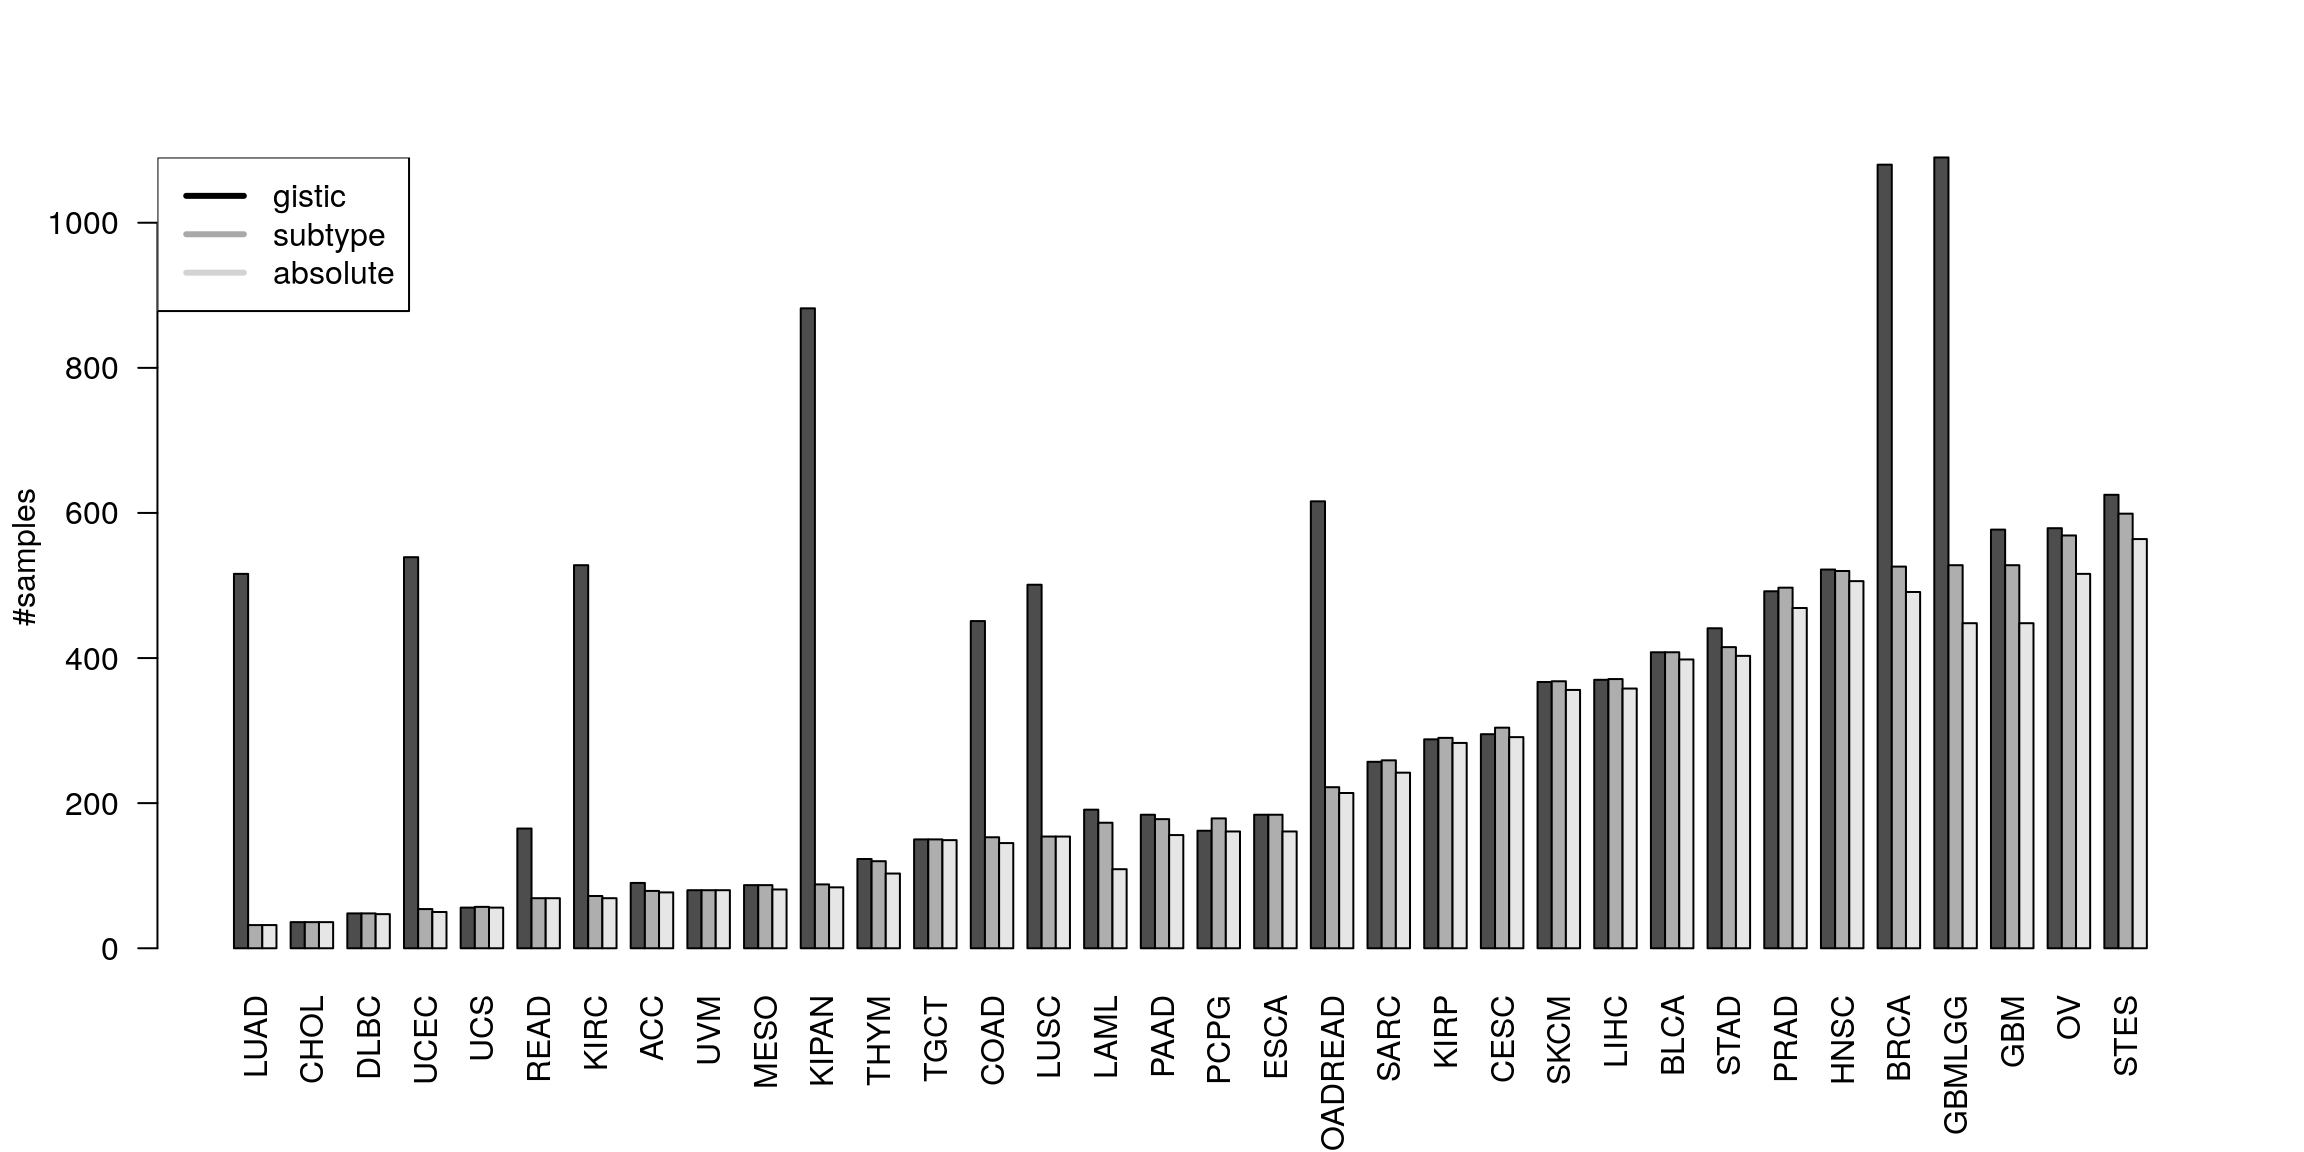 gistic
subtype
absolute
#samples
1000
800
600
400
200
0
LUAD
CHOL
DLBC
UCEC
UCS
READ
KIRC
ACC
UVM
MESO
KIPAN
THYM
TGCT
COAD
LUSC
LAML
PAAD
PCPG
ESCA
OADREAD
SARC
KIRP
CESC
SKCM
LIHC
BLCA
STAD
PRAD
HNSC
BRCA
GBMLGG
GBM
OV
STES